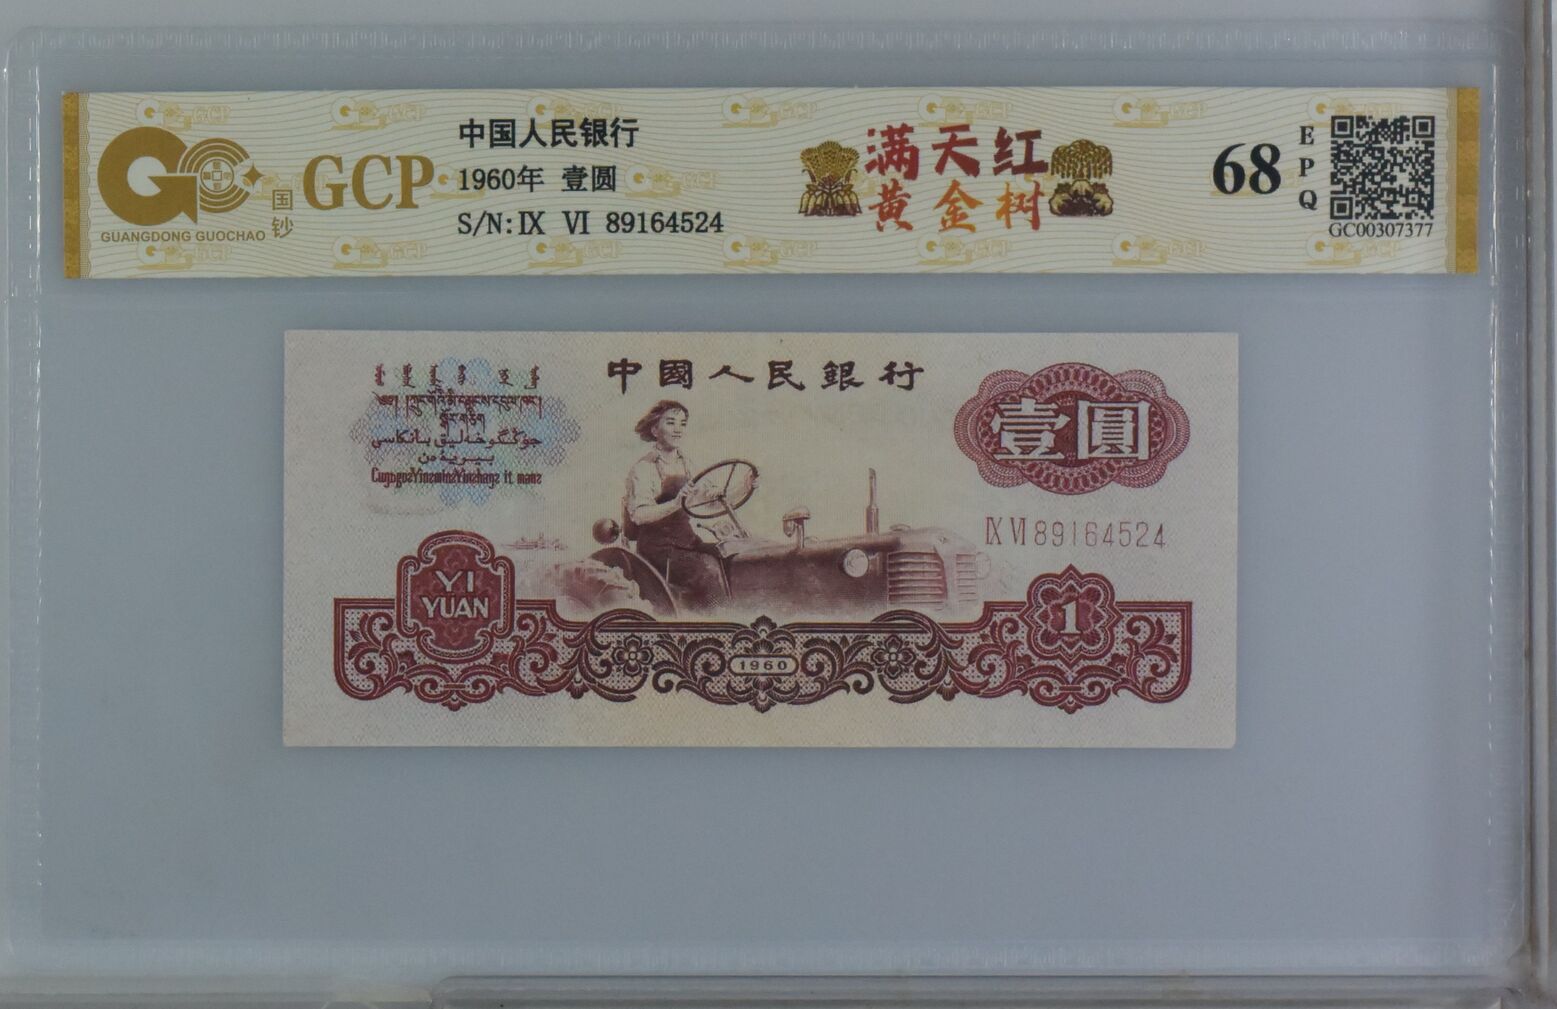 GUANGDONG GUOCHAO
国钞
GCP
中国人民银行
1960年 壹圆
S/N: IX VI 89164524
满天红
黄金树
68
EPQ
GC00307377
中國人民銀行
壹圓
IX VI 89164524
YI
YUAN
1960
1